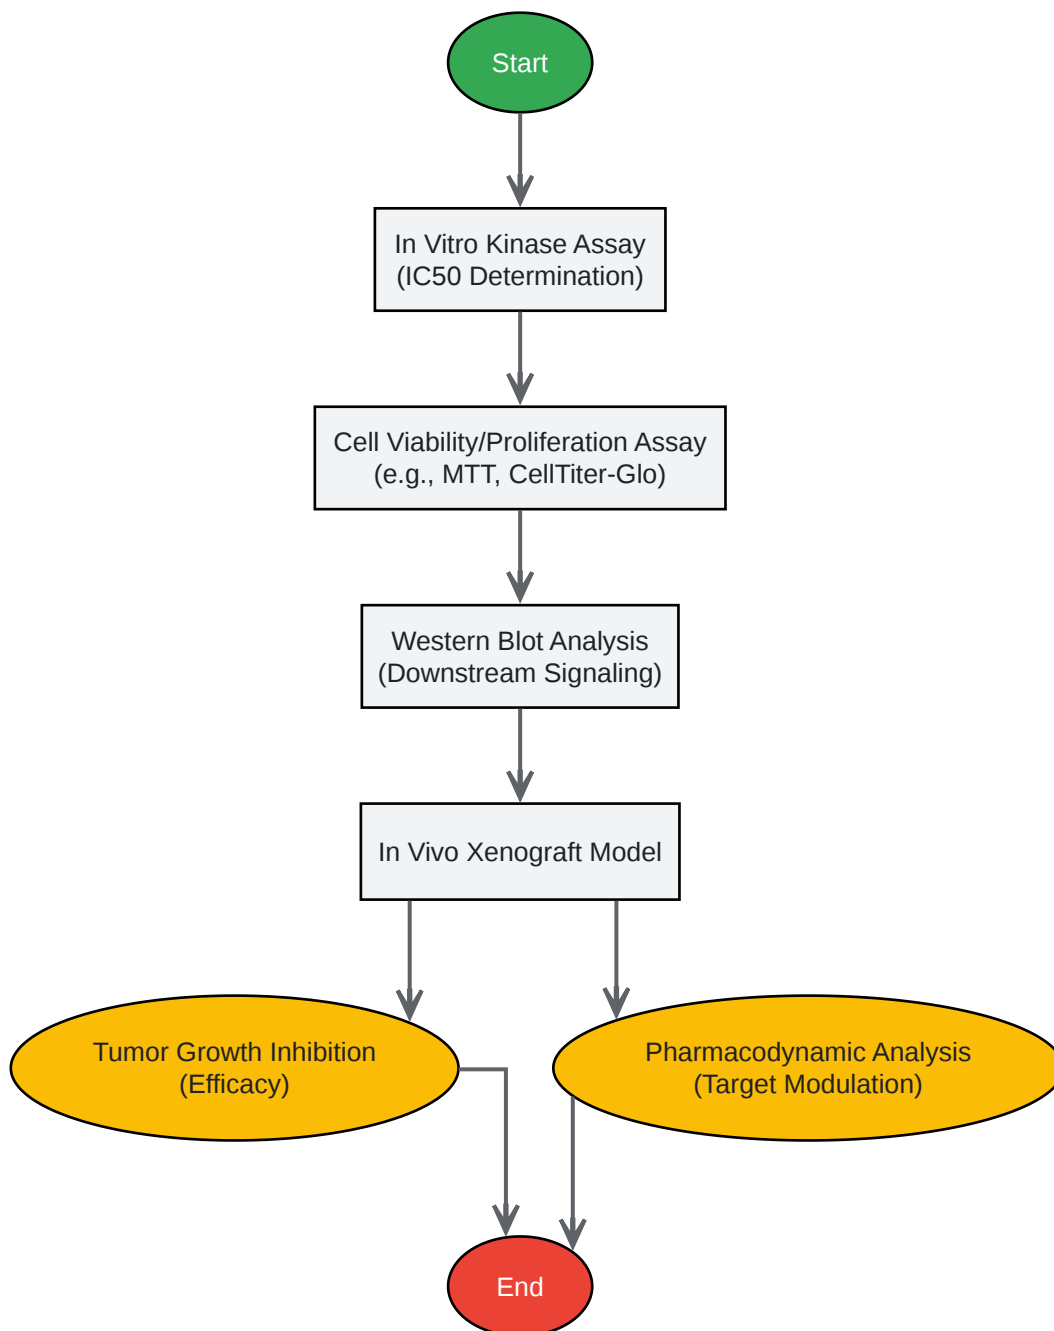 Start
In Vitro Kinase Assay
(IC50 Determination)
Cell Viability/Proliferation Assay
(e.g., MTT, CellTiter-Glo)
Western Blot Analysis
(Downstream Signaling)
In Vivo Xenograft Model
Tumor Growth Inhibition
(Efficacy)
Pharmacodynamic Analysis
(Target Modulation)
End